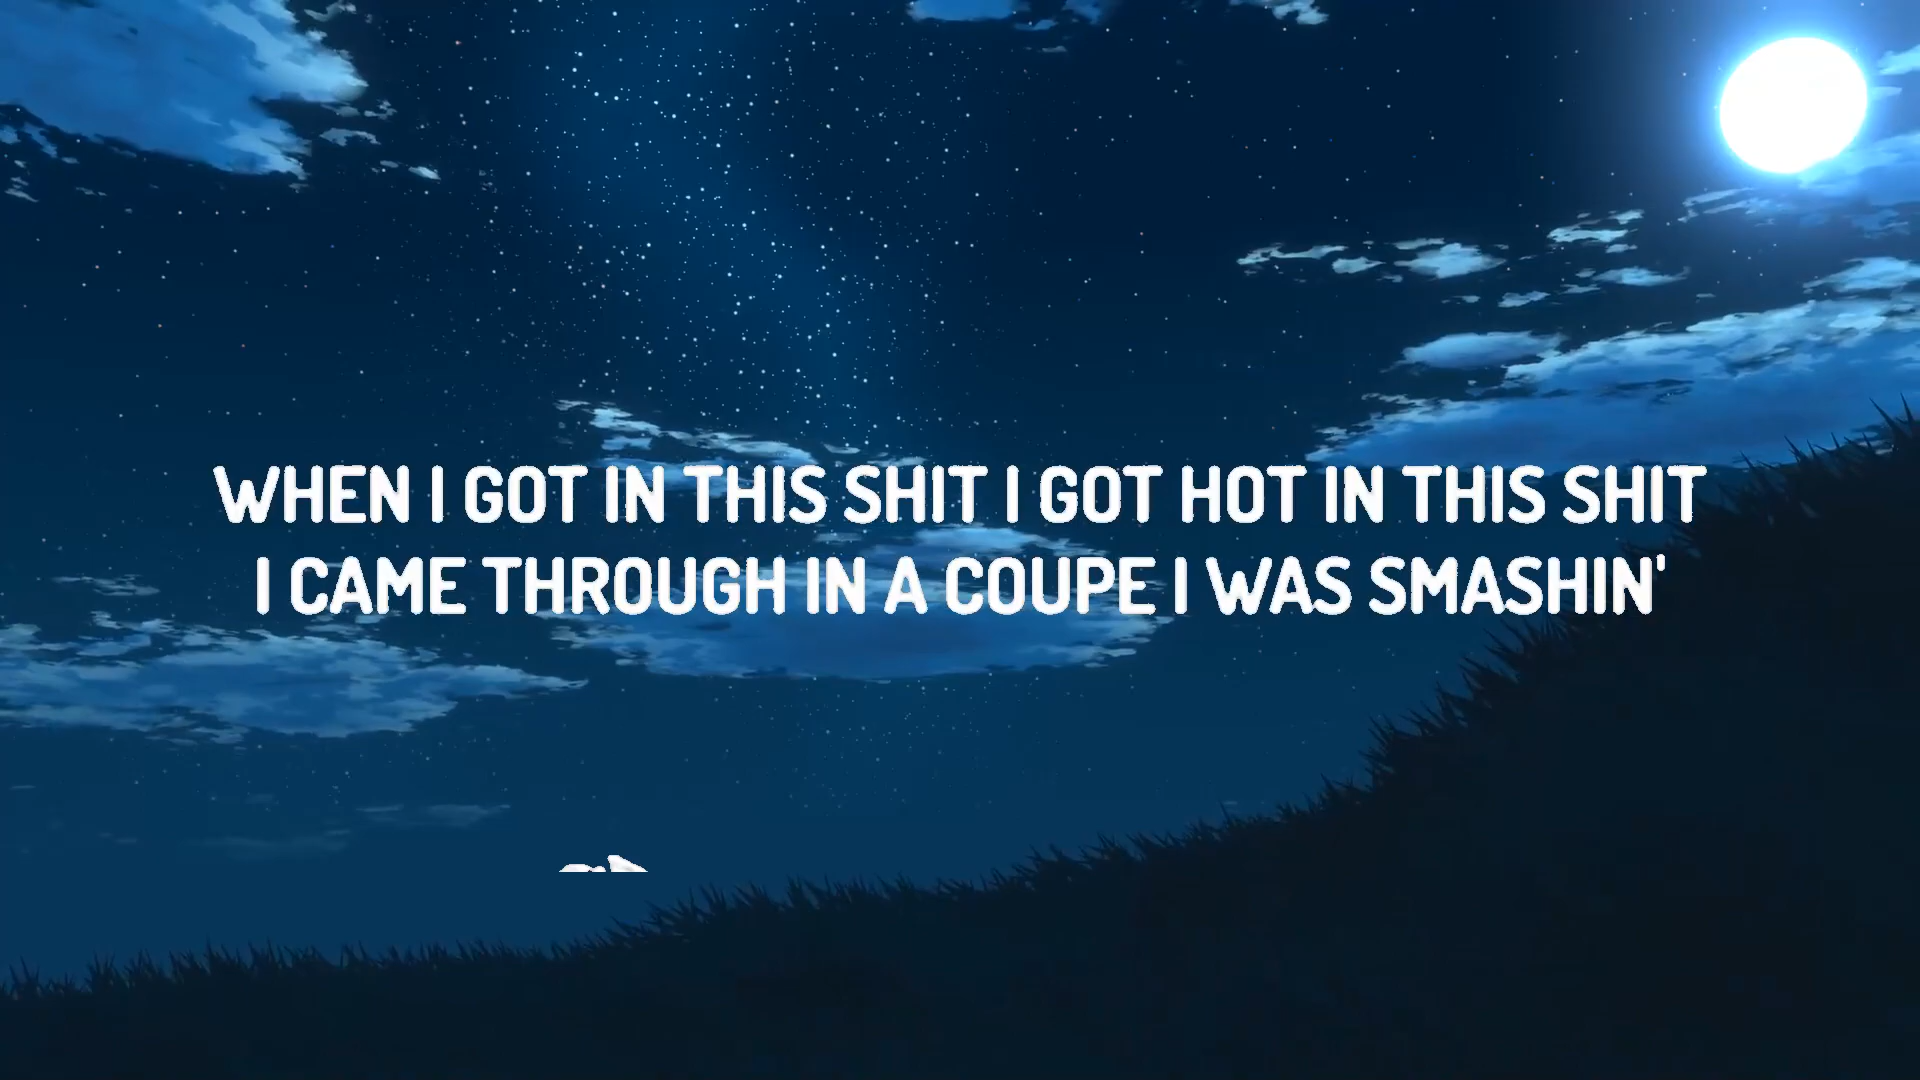 WHEN I GOT IN THIS SHIT I GOT HOT IN THIS SHIT
I CAME THROUGH IN A COUPE I WAS SMASHIN'